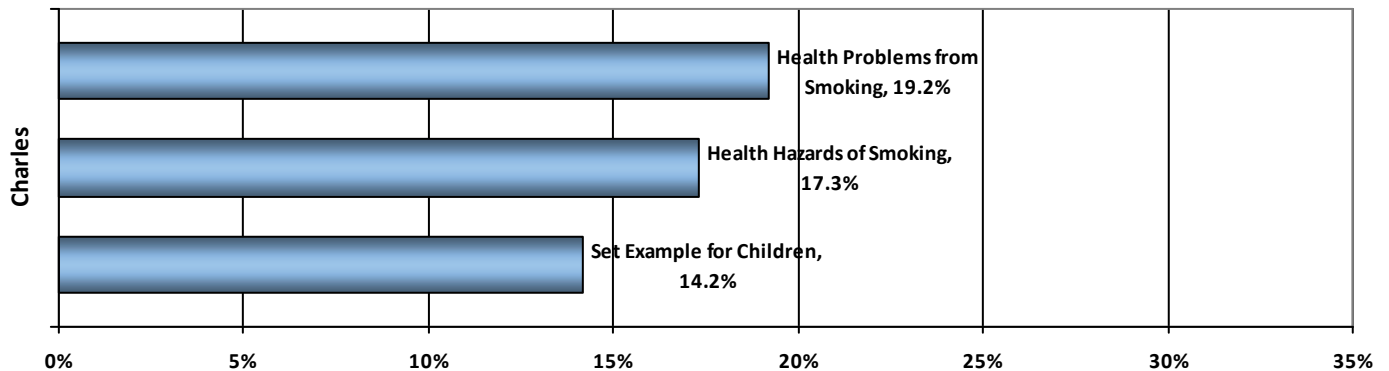 Charles
Health Problems from
Smoking, 19.2%
Health Hazards of Smoking,
17.3%
Set Example for Children,
14.2%
0% 5% 10% 15% 20% 25% 30% 35%